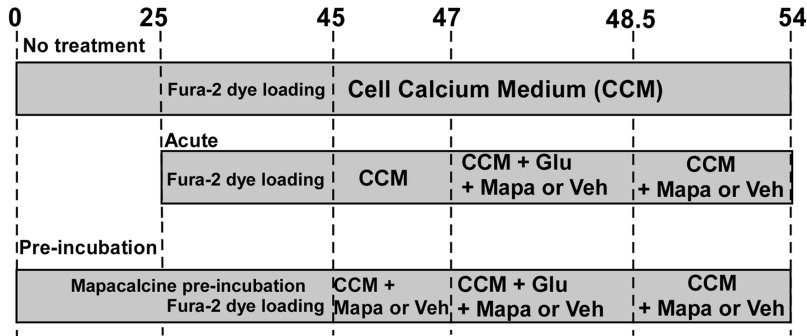 0 25 45 47 48.5 54
No treatment
Fura-2 dye loading Cell Calcium Medium (CCM)
Acute
Fura-2 dye loading
CCM
CCM + Glu
+ Mapa or Veh
CCM
+ Mapa or Veh
Pre-incubation
Mapacalcine pre-incubation
Fura-2 dye loading
CCM +
Mapa or Veh
CCM + Glu
+ Mapa or Veh
CCM
+ Mapa or Veh